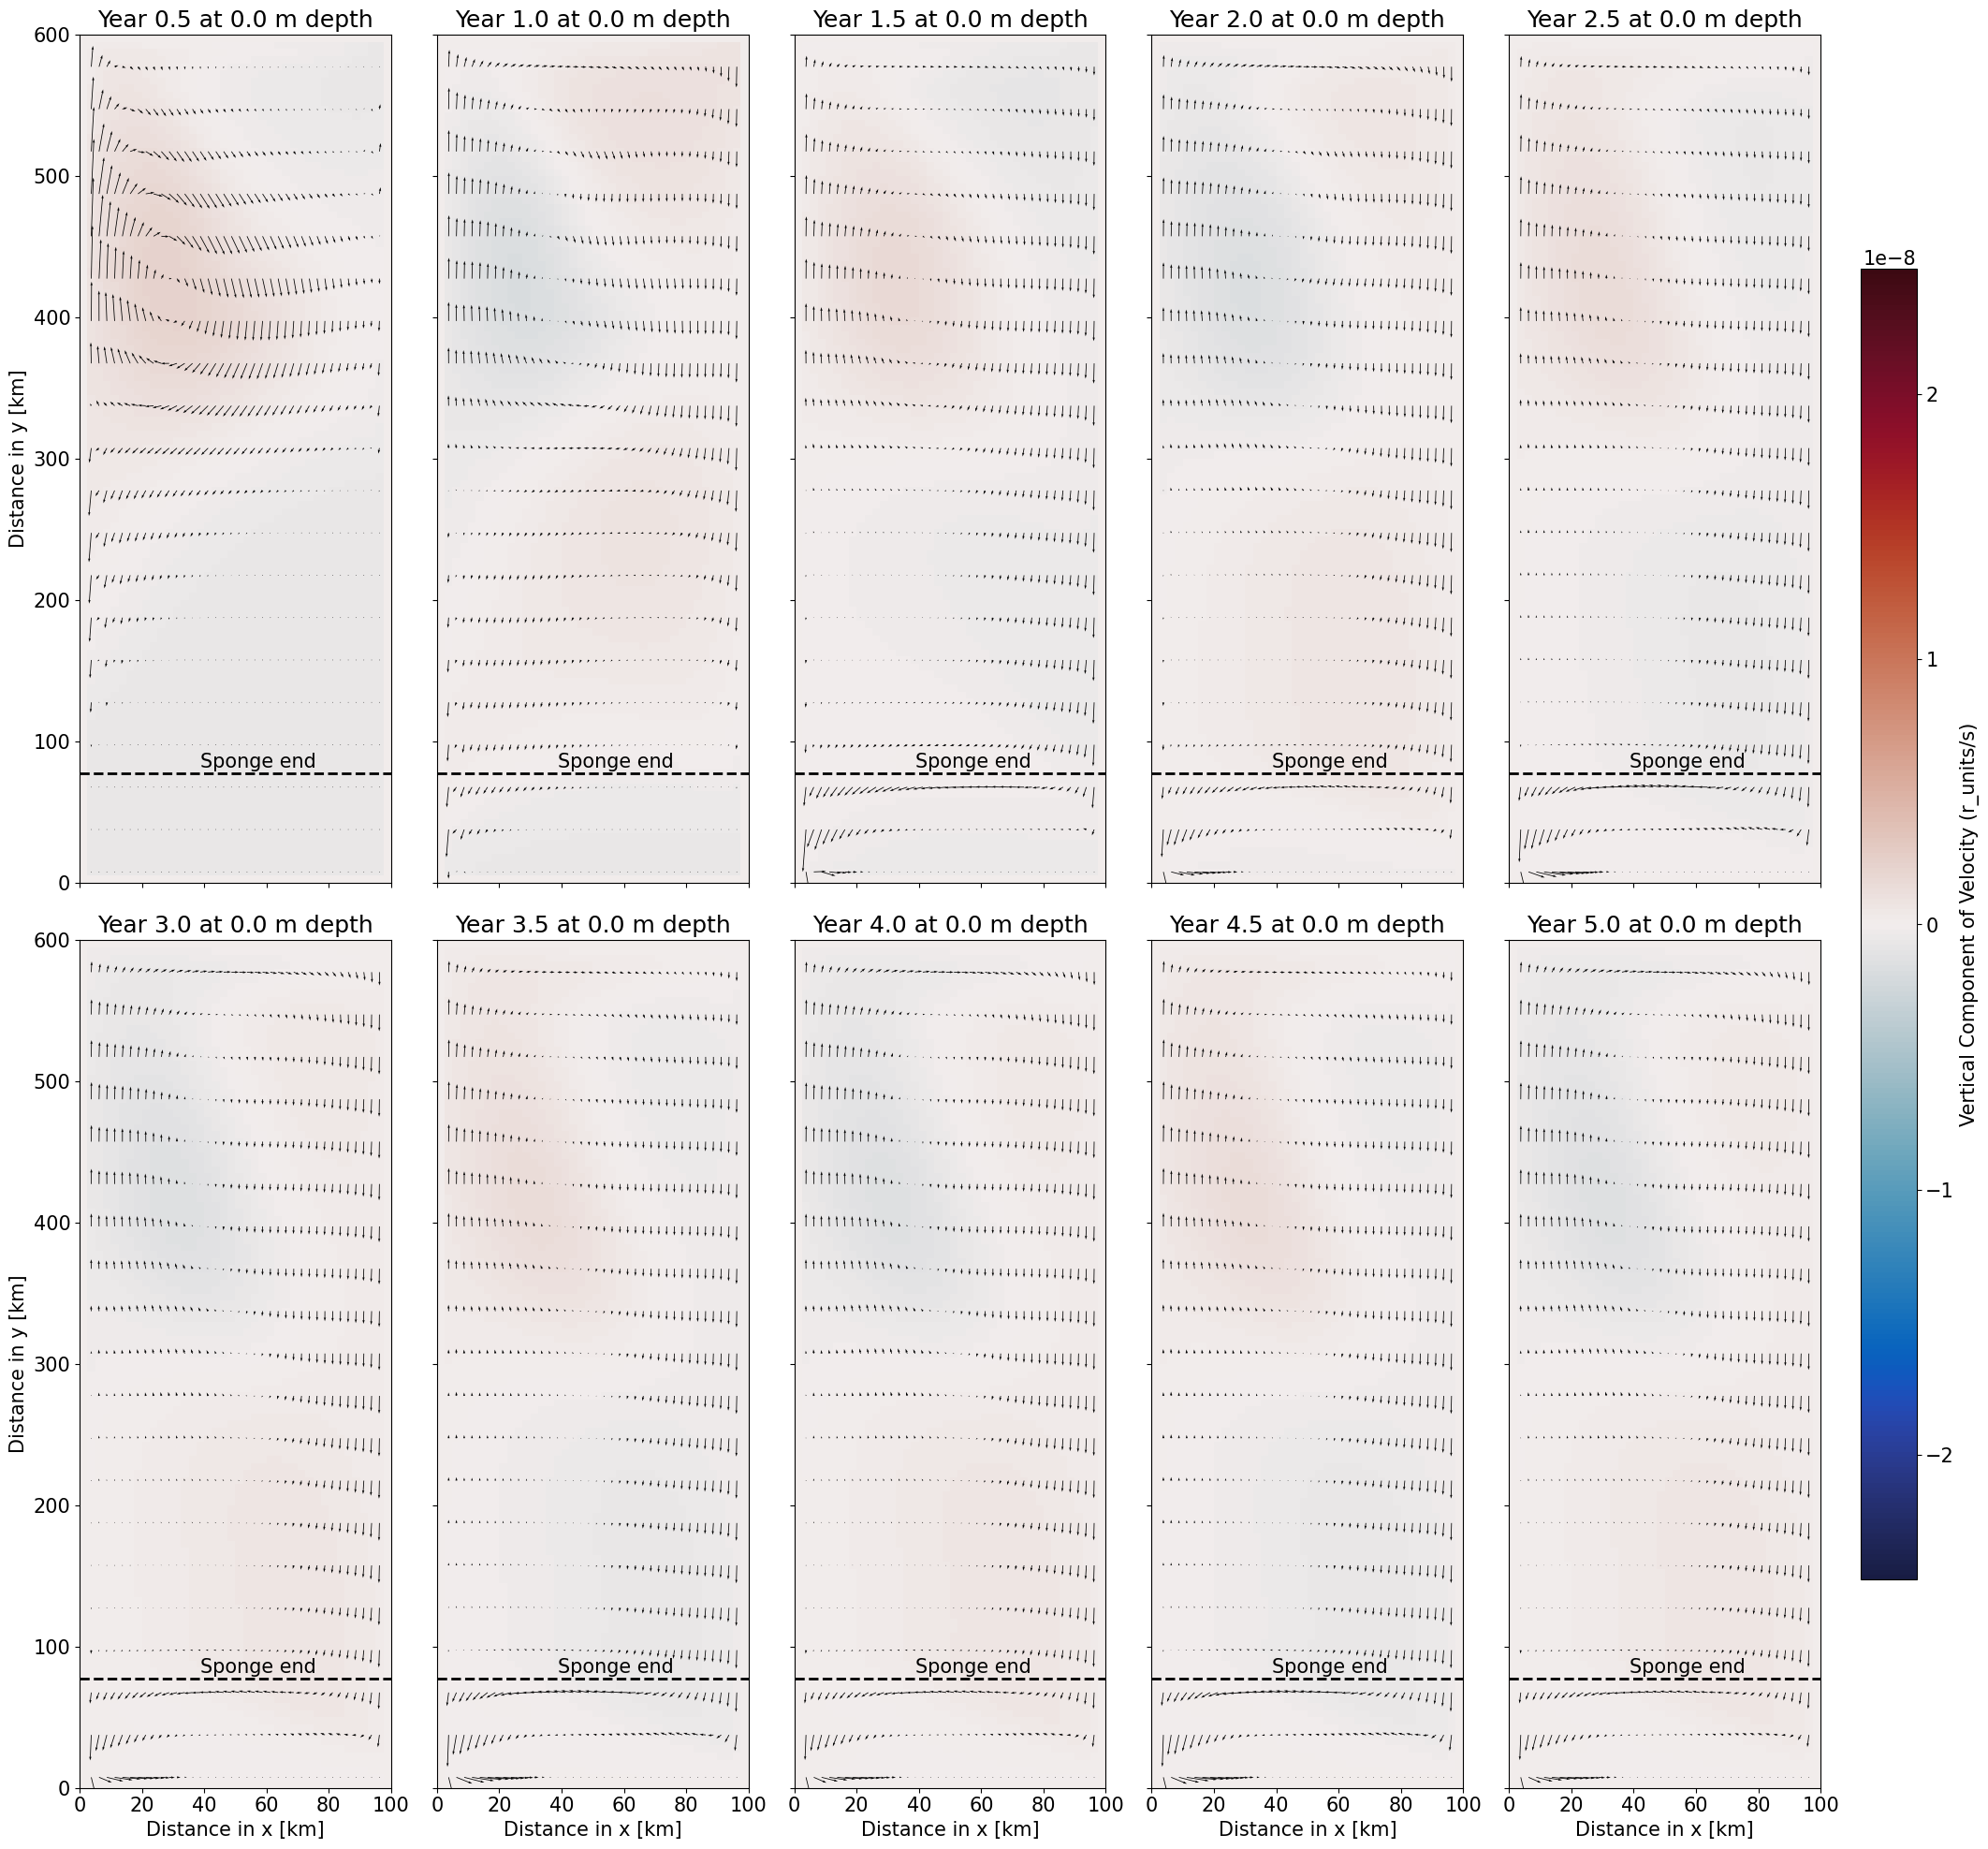 Year 0.5 at 0.0 m depth
Year 1.0 at 0.0 m depth
Year 1.5 at 0.0 m depth
Year 2.0 at 0.0 m depth
Year 2.5 at 0.0 m depth
600
500
400
300
200
100
0
Distance in y [km]
Sponge end
Sponge end
Sponge end
Sponge end
Sponge end
Year 3.0 at 0.0 m depth
Year 3.5 at 0.0 m depth
Year 4.0 at 0.0 m depth
Year 4.5 at 0.0 m depth
Year 5.0 at 0.0 m depth
600
500
400
300
200
100
0
Distance in y [km]
Sponge end
Sponge end
Sponge end
Sponge end
Sponge end
0 20 40 60 80 100
0 20 40 60 80 100
0 20 40 60 80 100
0 20 40 60 80 100
0 20 40 60 80 100
Distance in x [km]
Distance in x [km]
Distance in x [km]
Distance in x [km]
Distance in x [km]
1e−8
2
1
0
−1
−2
Vertical Component of Velocity (r_units/s)